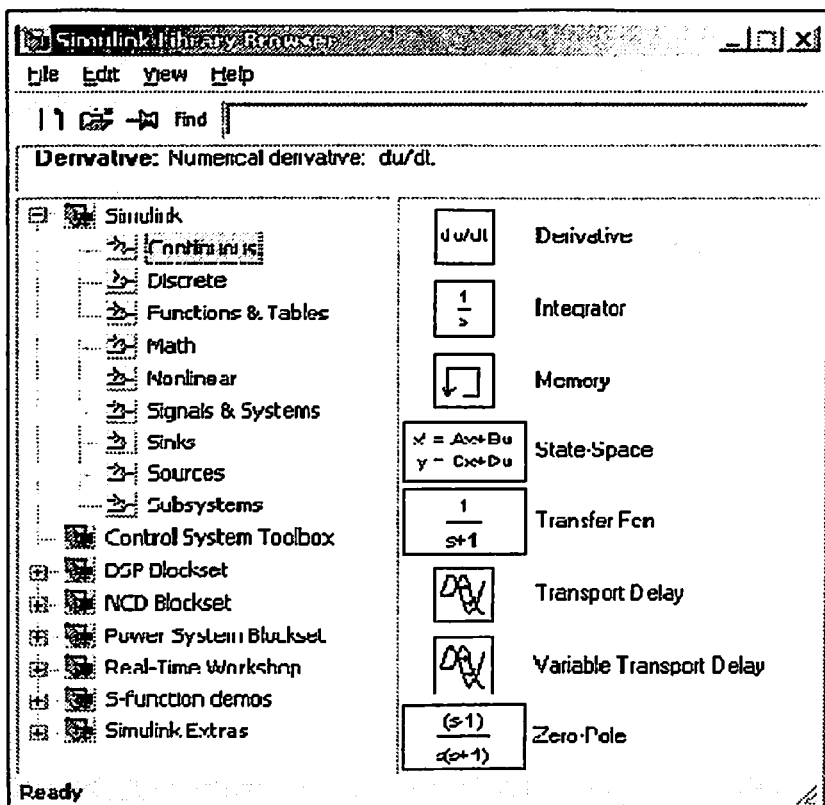 Simulink Library Browser
File Edit View Help
Find
Derivative: Numerical derivative: du/dt.
Simulink
Continuous
Discrete
Functions & Tables
Math
Nonlinear
Signals & Systems
Sinks
Sources
Subsystems
Control System Toolbox
DSP Blockset
NCD Blockset
Power System Blockset
Real-Time Workshop
S-function demos
Simulink Extras
du/dt Derivative
1
s
Integrator
Memory
x' = Ax+Bu
y = Cx+Du
State-Space
1
s+1
Transfer Fcn
Transport Delay
Variable Transport Delay
(s-1)
s(s+1)
Zero-Pole
Ready